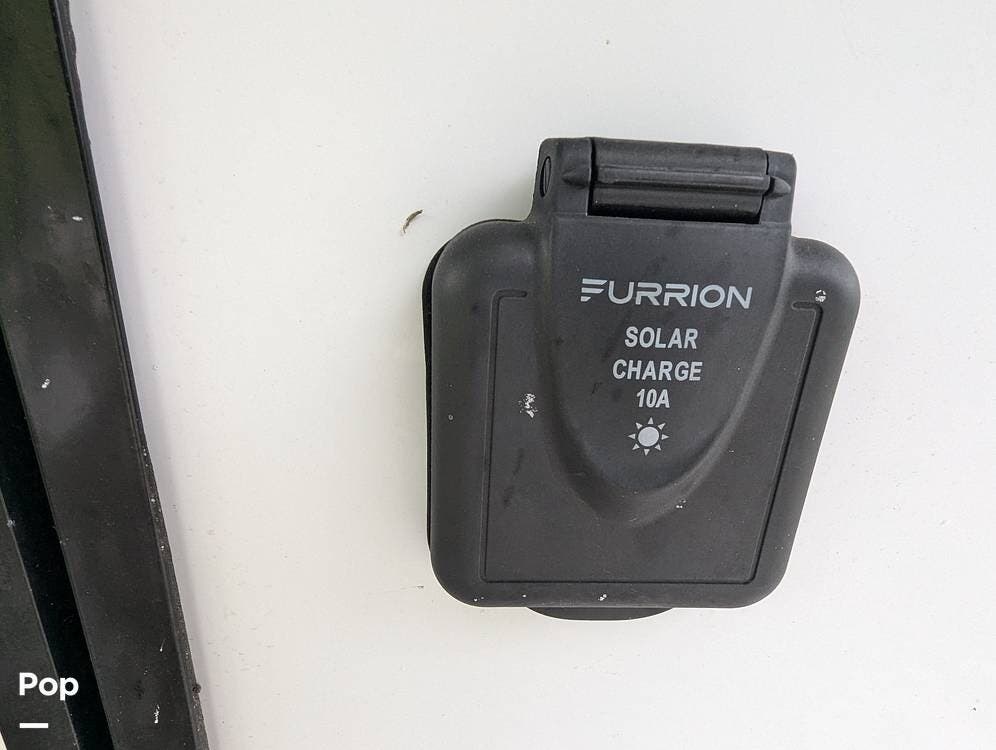 FURRION
SOLAR
CHARGE
10A
Pop